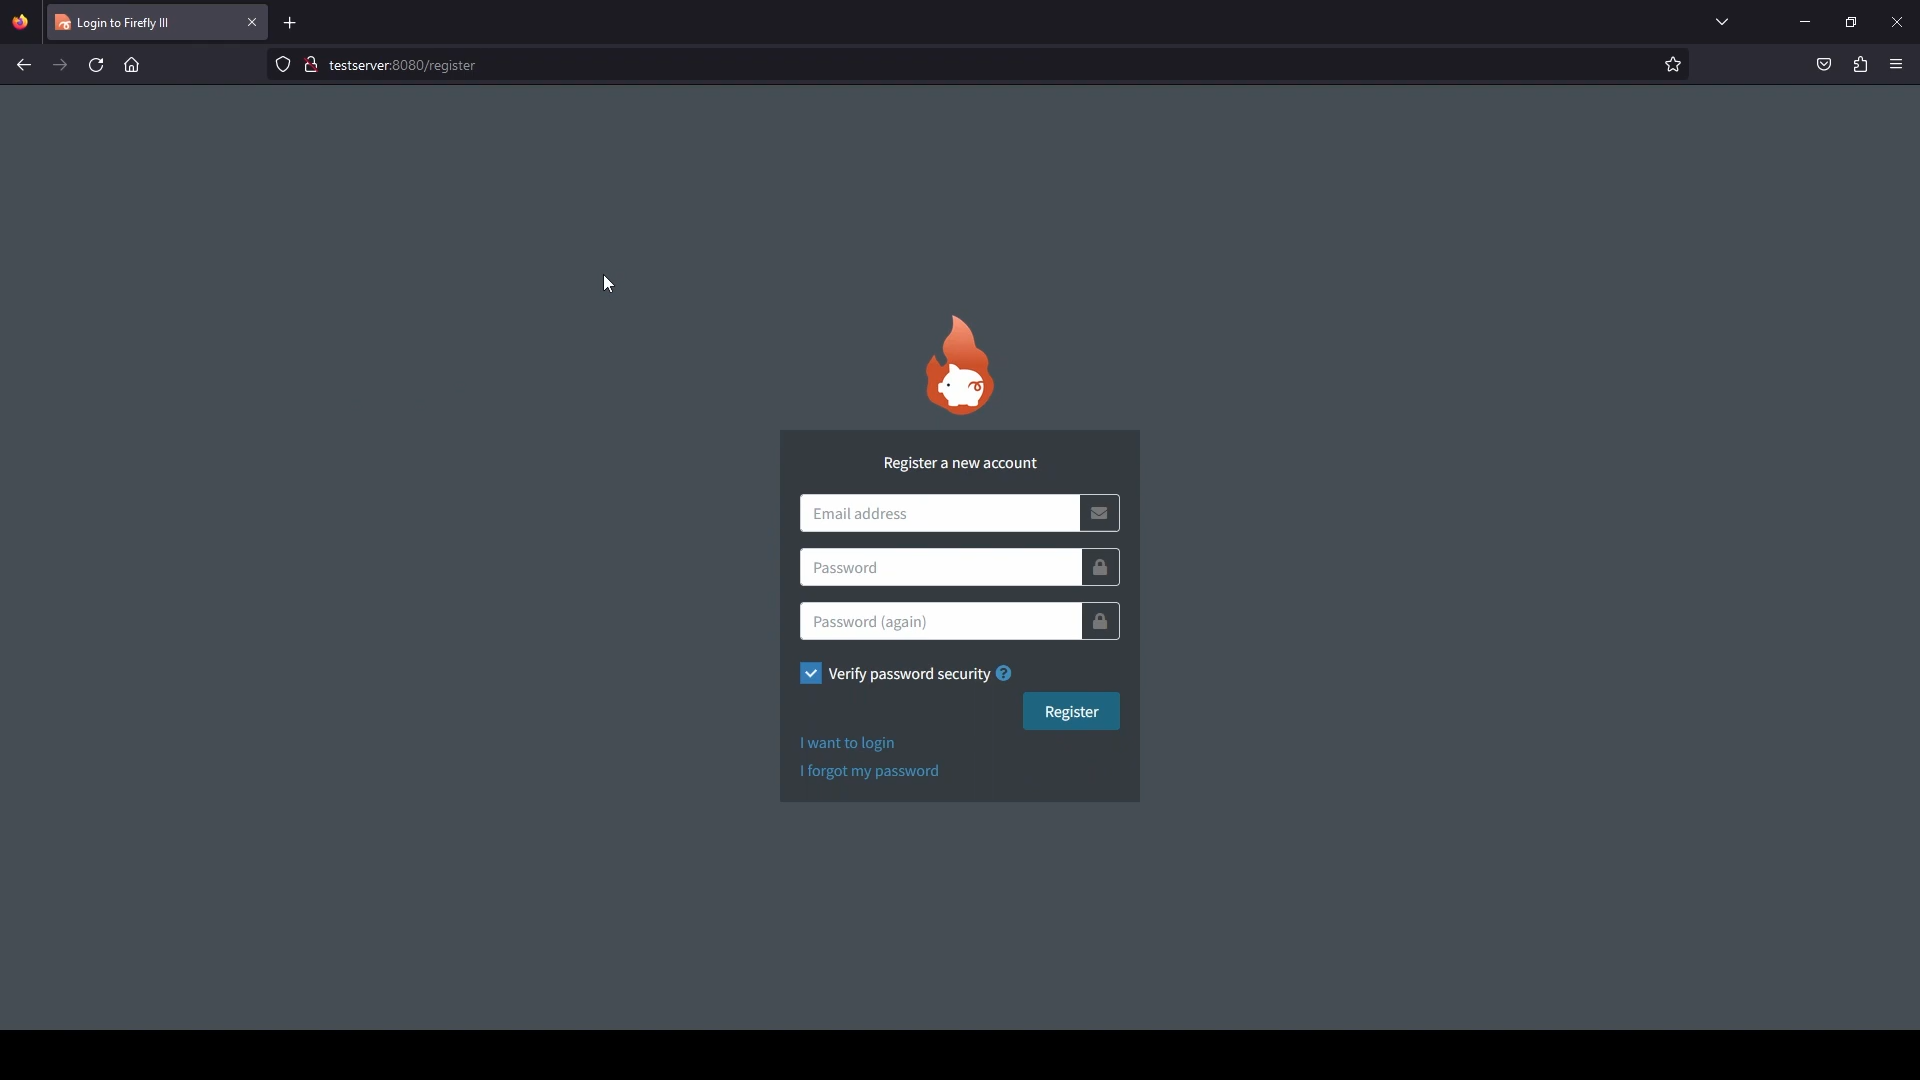 Login to Firefly III
testserver:8080/register
Register a new account
Email address
Password
Password (again)
Verify password security ?
Register
I want to login
I forgot my password